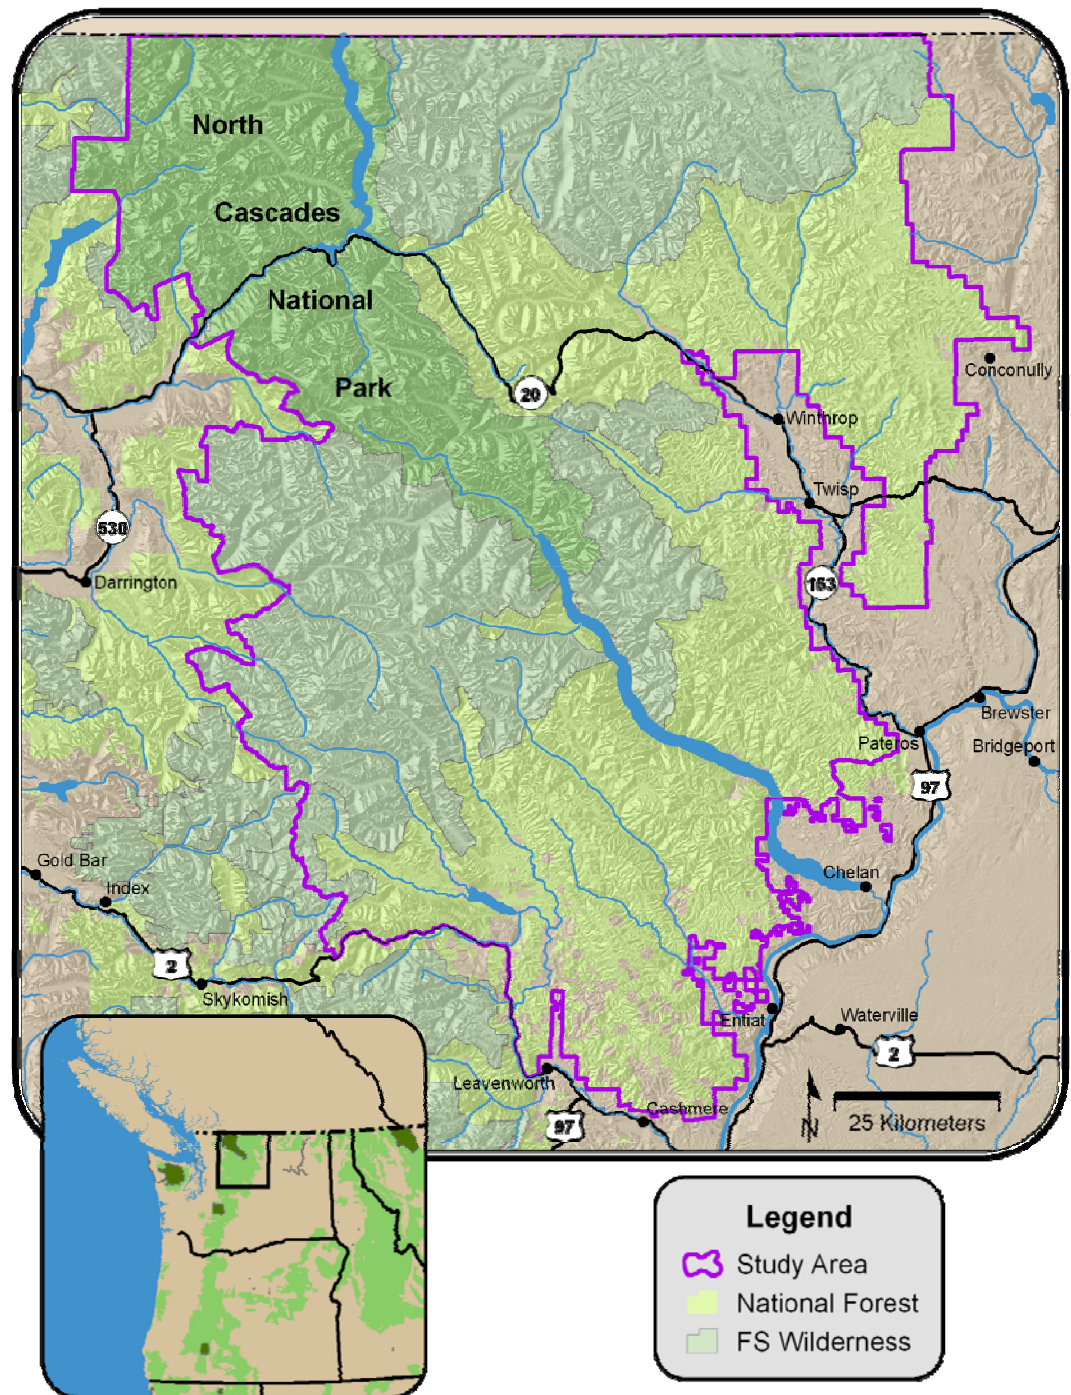 North
Cascades
National
Park
20
Conconully
Winthrop
Twisp
530
Darrington
153
Brewster
Pateros
Bridgeport
97
Gold Bar
Chelan
Index
2
Skykomish
Entiat
Waterville
2
Leavenworth
Cashmere
97
N
25 Kilometers
Legend
Study Area
National Forest
FS Wilderness